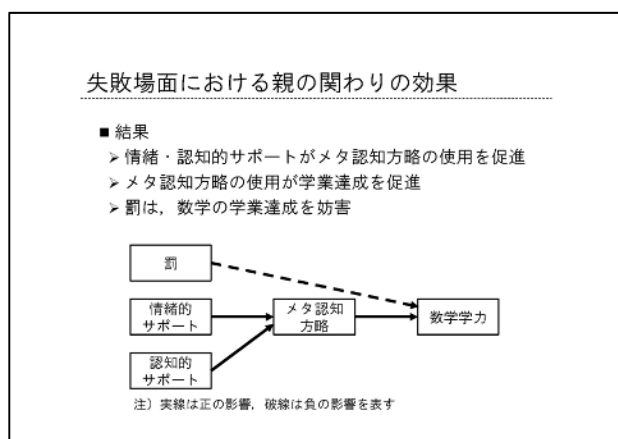 失敗場面における親の関わりの効果
■ 結果
➢ 情緒・認知的サポートがメタ認知方略の使用を促進
➢ メタ認知方略の使用が学業達成を促進
➢ 罰は，数学の学業達成を妨害
罰
情緒的
サポート
メタ認知
方略
数学学力
認知的
サポート
注）実線は正の影響，破線は負の影響を表す